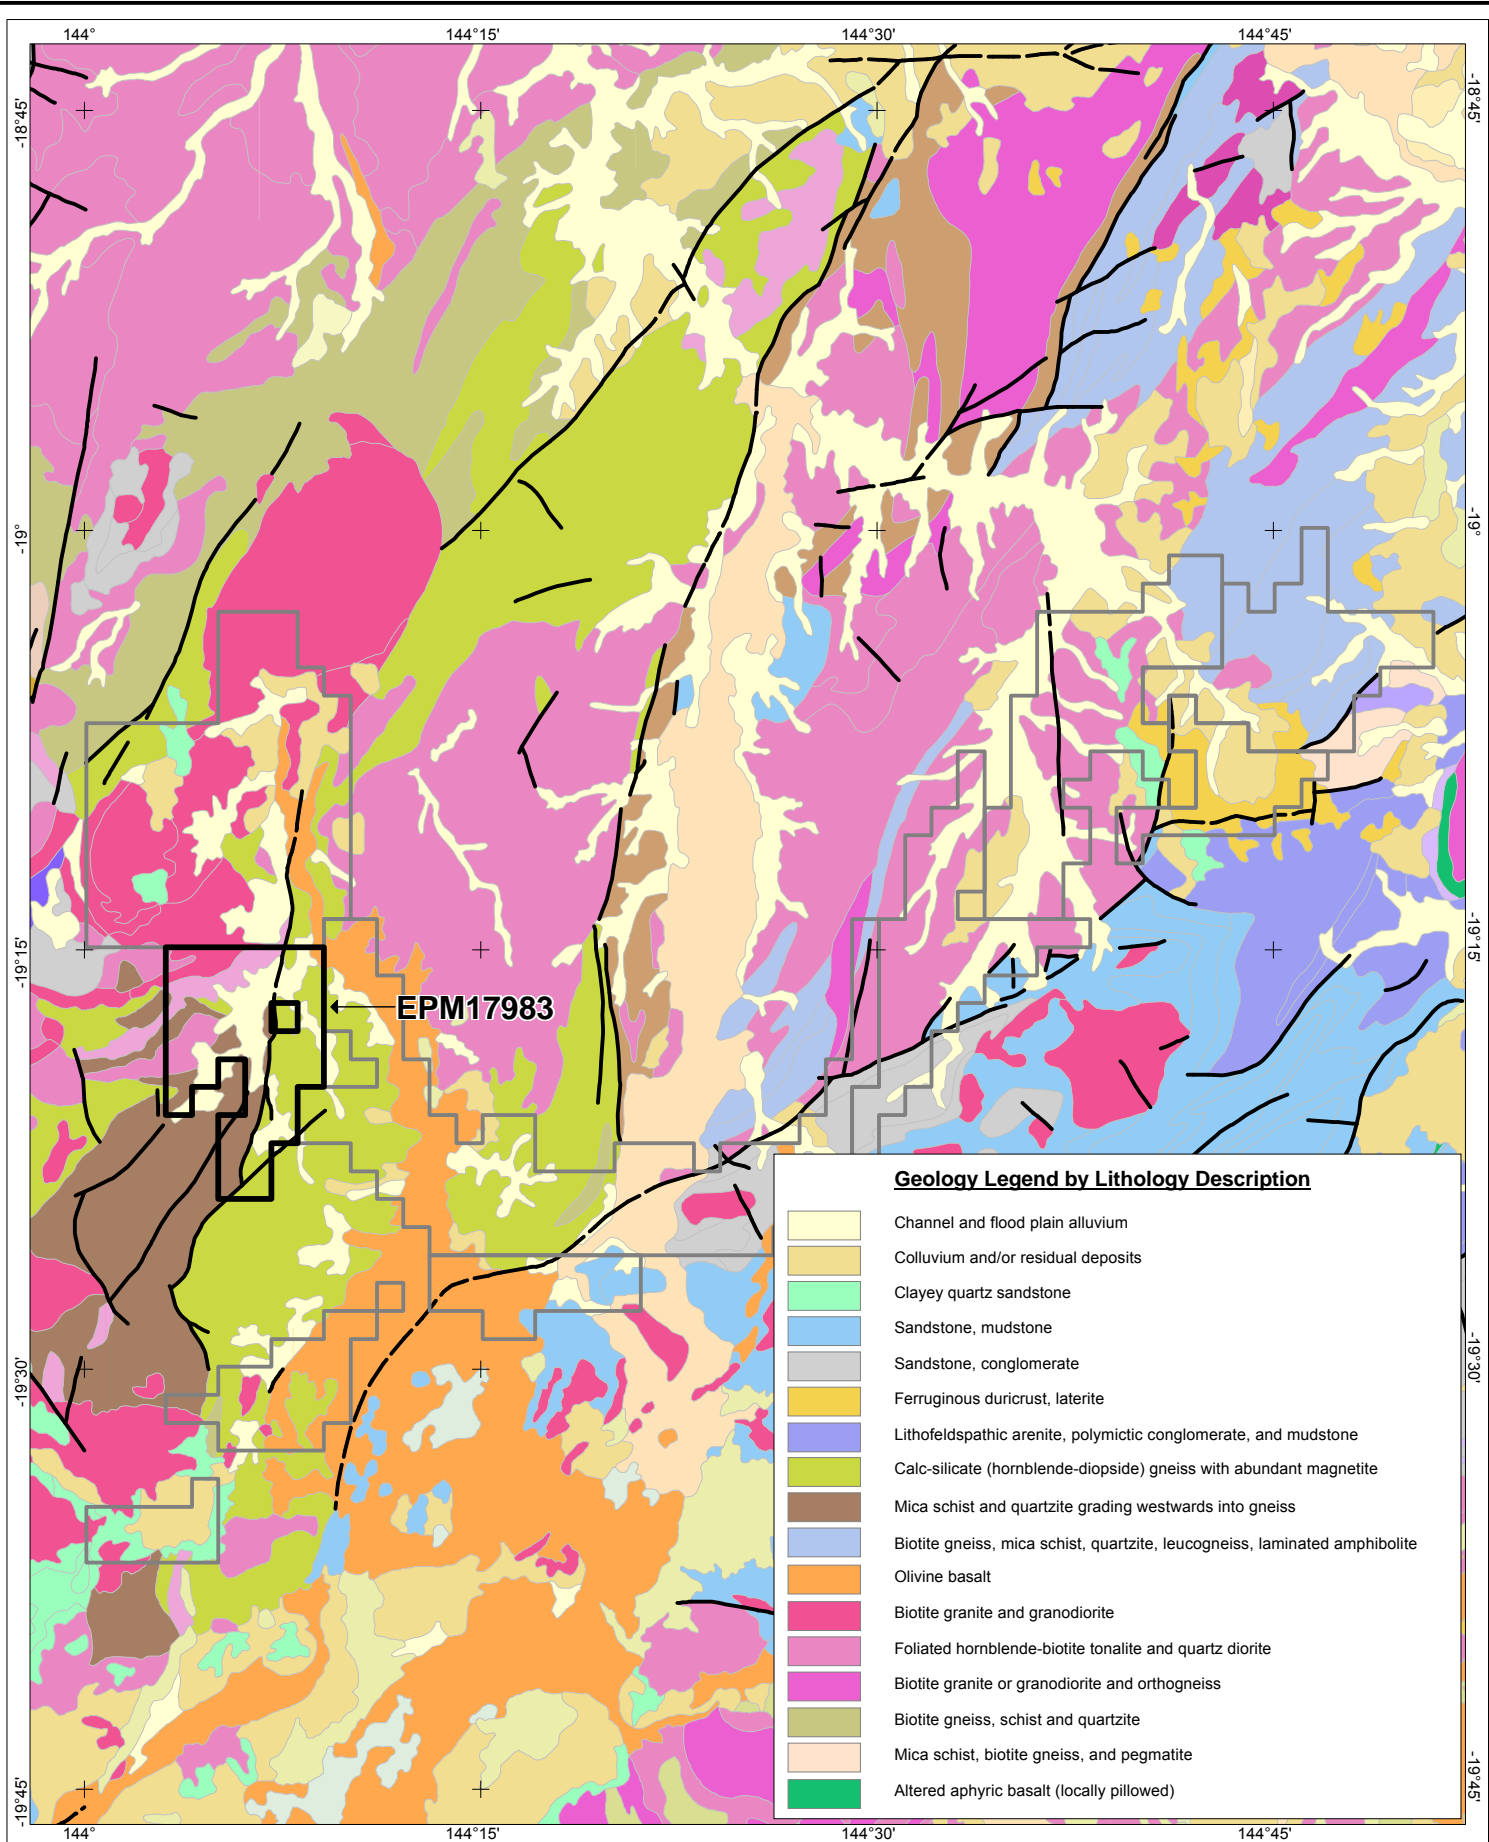 144°
144°15'
144°30'
144°45'
-18°45'
-18°45'
-19°
-19°
-19°15'
-19°15'
EPM17983
-19°30'
-19°30'
-19°45'
-19°45'
Geology Legend by Lithology Description
Channel and flood plain alluvium
Colluvium and/or residual deposits
Clayey quartz sandstone
Sandstone, mudstone
Sandstone, conglomerate
Ferruginous duricrust, laterite
Lithofeldspathic arenite, polymictic conglomerate, and mudstone
Calc-silicate (hornblende-diopside) gneiss with abundant magnetite
Mica schist and quartzite grading westwards into gneiss
Biotite gneiss, mica schist, quartzite, leucogneiss, laminated amphibolite
Olivine basalt
Biotite granite and granodiorite
Foliated hornblende-biotite tonalite and quartz diorite
Biotite granite or granodiorite and orthogneiss
Biotite gneiss, schist and quartzite
Mica schist, biotite gneiss, and pegmatite
Altered aphyric basalt (locally pillowed)
144°
144°15'
144°30'
144°45'